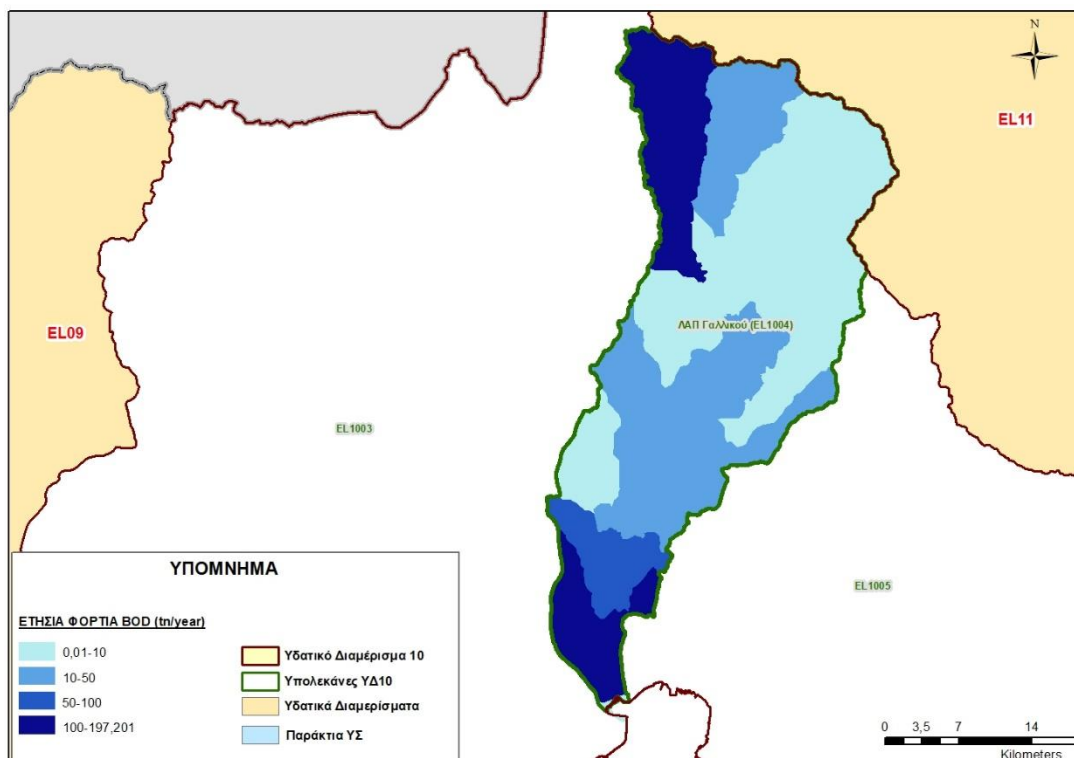 N
EL11
EL09
ΛΑΠ Γαλλικού (EL1004)
EL1003
EL1005
ΥΠΟΜΝΗΜΑ
ΕΤΗΣΙΑ ΦΟΡΤΙΑ BOD (tn/year)
0,01-10
10-50
50-100
100-197,201
Υδατικό Διαμέρισμα 10
Υπολεκάνες ΥΔ10
Υδατικά Διαμερίσματα
Παράκτια ΥΣ
0 3,5 7 14
Kilometers